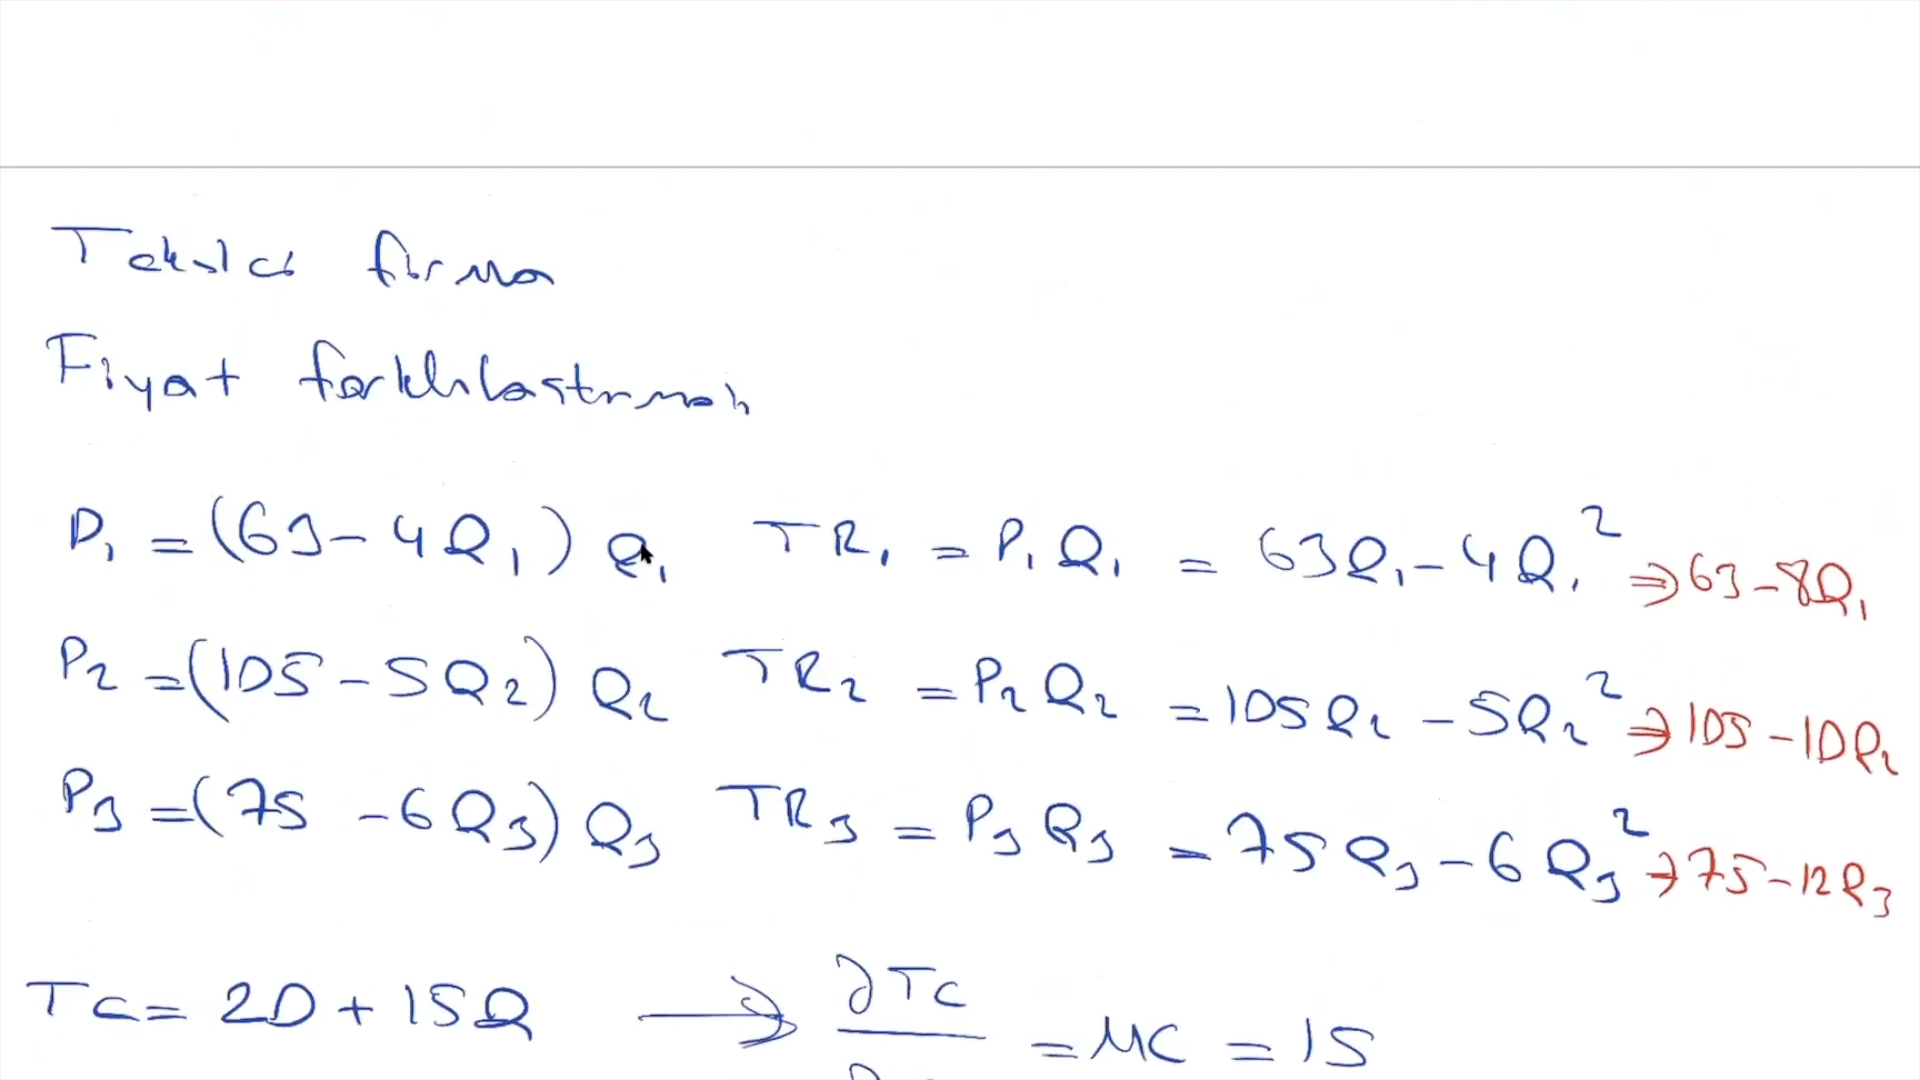 Tekelci firma
Fiyat farklılastırması
P₁ = (63 - 4Q₁) Q₁ TR₁ = P₁Q₁ = 63Q₁ - 4Q₁² ⇒ 63 - 8Q₁
P₂ = (105 - 5Q₂) Q₂ TR₂ = P₂Q₂ = 105Q₂ - 5Q₂² ⇒ 105 - 10Q₂
P₃ = (75 - 6Q₃) Q₃ TR₃ = P₃Q₃ = 75Q₃ - 6Q₃² ⇒ 75 - 12Q₃
TC = 20 + 15Q → ∂TC = MC = 15